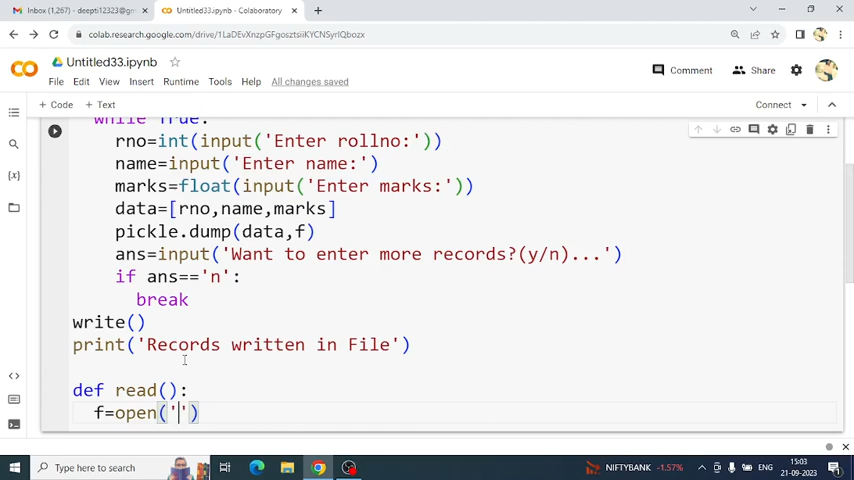 Inbox (1,267) - deepti12323@gm
Untitled33.ipynb - Colaboratory
colab.research.google.com/drive/1LaDEvXnzpGFgosztsiiKYCNSyrlQbozx
Untitled33.ipynb
File Edit View Insert Runtime Tools Help All changes saved
Comment Share
+ Code + Text
Connect
while True:
rno=int(input('Enter rollno:'))
name=input('Enter name:')
marks=float(input('Enter marks:'))
data=[rno,name,marks]
pickle.dump(data,f)
ans=input('Want to enter more records?(y/n)...')
if ans=='n':
break
write()
print('Records written in File')
def read():
f=open('')
Type here to search
NIFTYBANK -1.57%
ENG
15:03
21-09-2023